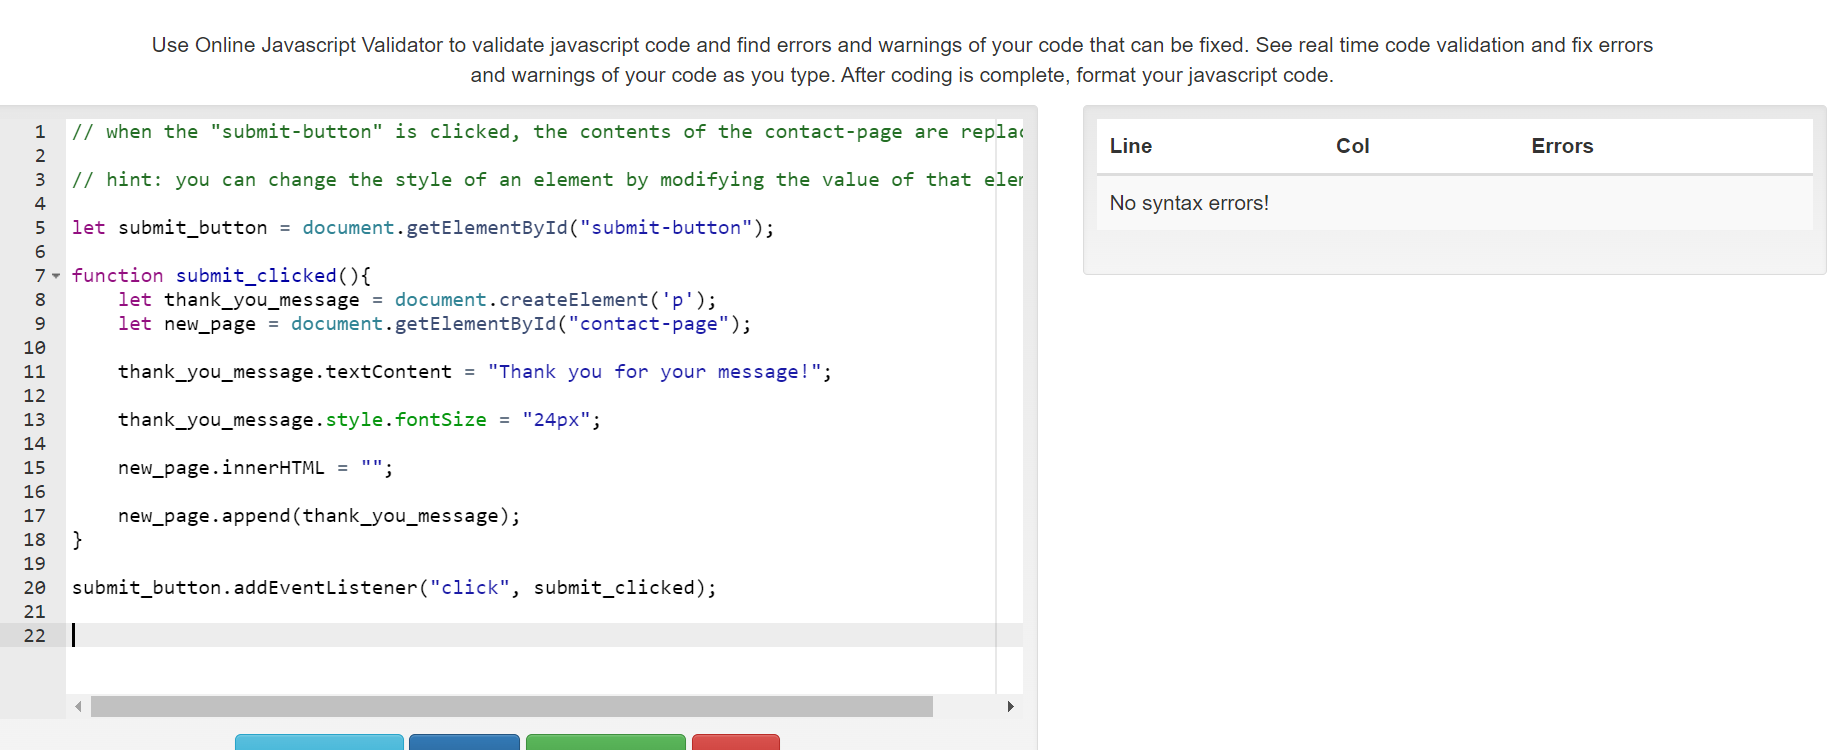 Use Online Javascript Validator to validate javascript code and find errors and warnings of your code that can be fixed. See real time code validation and fix errors
and warnings of your code as you type. After coding is complete, format your javascript code.
1 // when the "submit-button" is clicked, the contents of the contact-page are replac
2
3 // hint: you can change the style of an element by modifying the value of that elem
4
5 let submit_button = document.getElementById("submit-button");
6
7 function submit_clicked(){
8     let thank_you_message = document.createElement('p');
9     let new_page = document.getElementById("contact-page");
10
11     thank_you_message.textContent = "Thank you for your message!";
12
13     thank_you_message.style.fontSize = "24px";
14
15     new_page.innerHTML = "";
16
17     new_page.append(thank_you_message);
18 }
19
20 submit_button.addEventListener("click", submit_clicked);
21
22
Line Col Errors
No syntax errors!